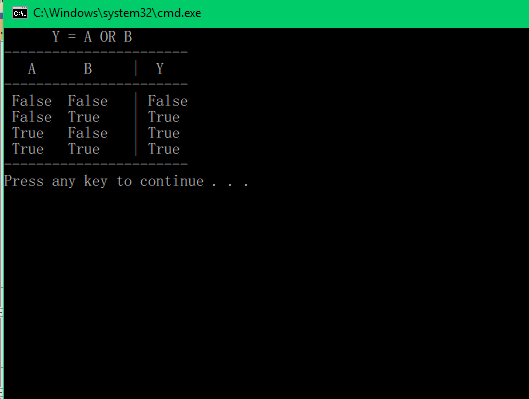 C:\Windows\system32\cmd.exe
Y = A OR B
-----------------------
A B | Y
-----------------------
False False | False
False True | True
True False | True
True True | True
-----------------------
Press any key to continue . . .